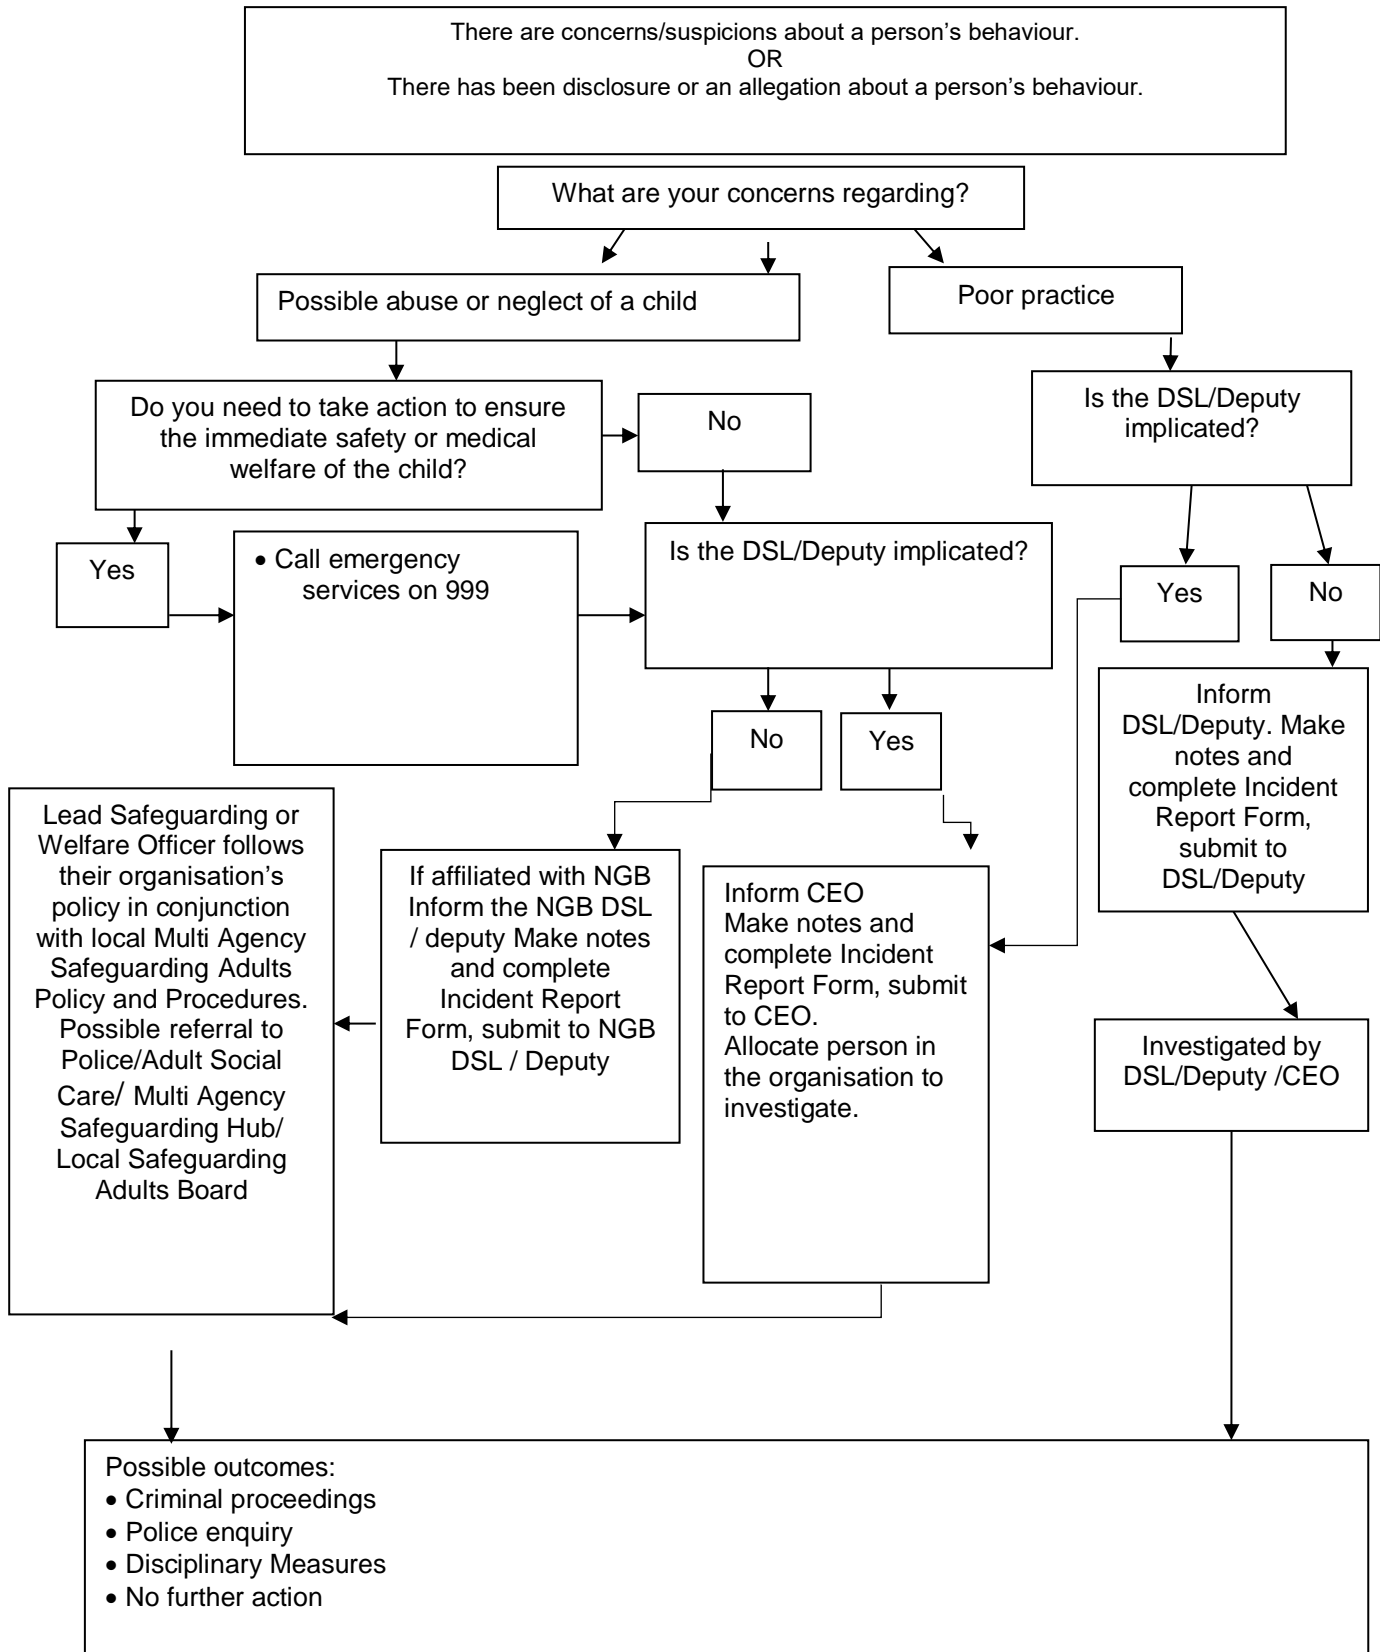 There are concerns/suspicions about a person’s behaviour.
OR
There has been disclosure or an allegation about a person’s behaviour.
What are your concerns regarding?
Possible abuse or neglect of a child
Poor practice
Do you need to take action to ensure
the immediate safety or medical
welfare of the child?
No
Is the DSL/Deputy
implicated?
Yes
• Call emergency
services on 999
Is the DSL/Deputy implicated?
Yes
No
No
Yes
Inform
DSL/Deputy. Make
notes and
complete Incident
Report Form,
submit to
DSL/Deputy
Lead Safeguarding or
Welfare Officer follows
their organisation’s
policy in conjunction
with local Multi Agency
Safeguarding Adults
Policy and Procedures.
Possible referral to
Police/Adult Social
Care/ Multi Agency
Safeguarding Hub/
Local Safeguarding
Adults Board
If affiliated with NGB
Inform the NGB DSL
/ deputy Make notes
and complete
Incident Report
Form, submit to NGB
DSL / Deputy
Inform CEO
Make notes and
complete Incident
Report Form, submit
to CEO.
Allocate person in
the organisation to
investigate.
Investigated by
DSL/Deputy /CEO
Possible outcomes:
• Criminal proceedings
• Police enquiry
• Disciplinary Measures
• No further action